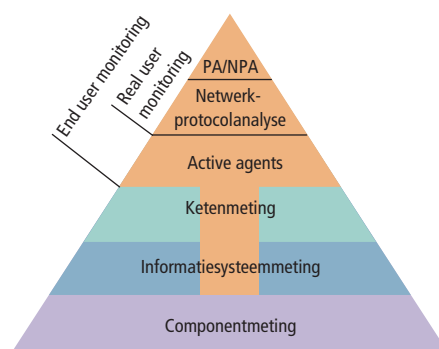 End user monitoring
Real user
monitoring
PA/NPA
Netwerk-
protocolanalyse
Active agents
Ketenmeting
Informatiesysteemmeting
Componentmeting